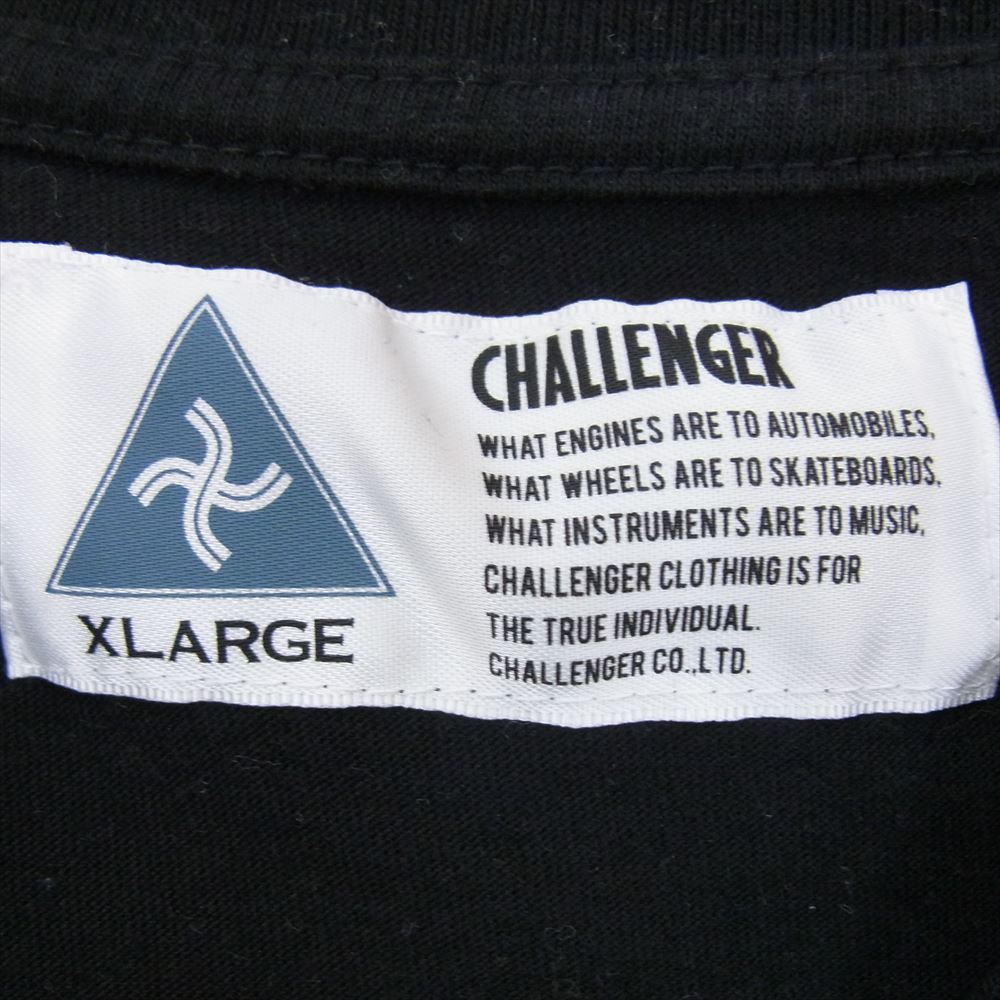 XLARGE
CHALLENGER
WHAT ENGINES ARE TO AUTOMOBILES,
WHAT WHEELS ARE TO SKATEBOARDS,
WHAT INSTRUMENTS ARE TO MUSIC,
CHALLENGER CLOTHING IS FOR
THE TRUE INDIVIDUAL.
CHALLENGER CO.,LTD.